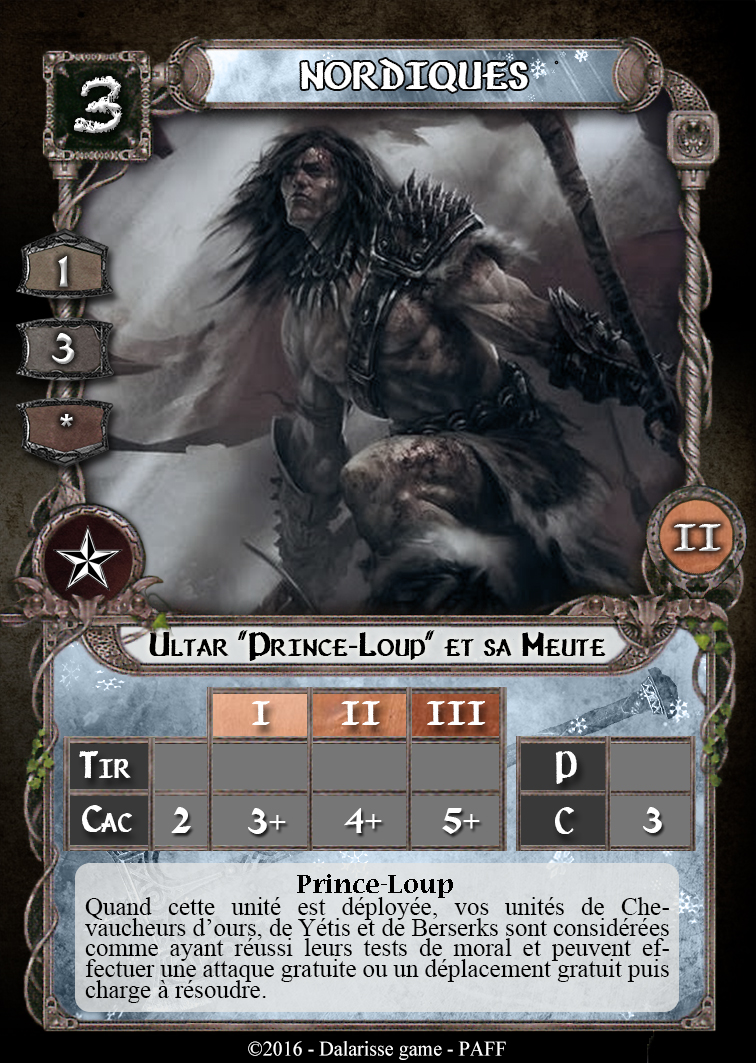 NORDIQUES
3
1
3
*
II
ULTAR "PRINCE-LOUP" ET SA MEUTE
I II III
TIR P
CAC 2 3+ 4+ 5+ C 3
Prince-Loup
Quand cette unité est déployée, vos unités de Che-
vaucheurs d'ours, de Yétis et de Berserks sont considérées
comme ayant réussi leurs tests de moral et peuvent ef-
fectuer une attaque gratuite ou un déplacement gratuit puis
charge à résoudre.
©2016 - Dalarisse game - PAFF